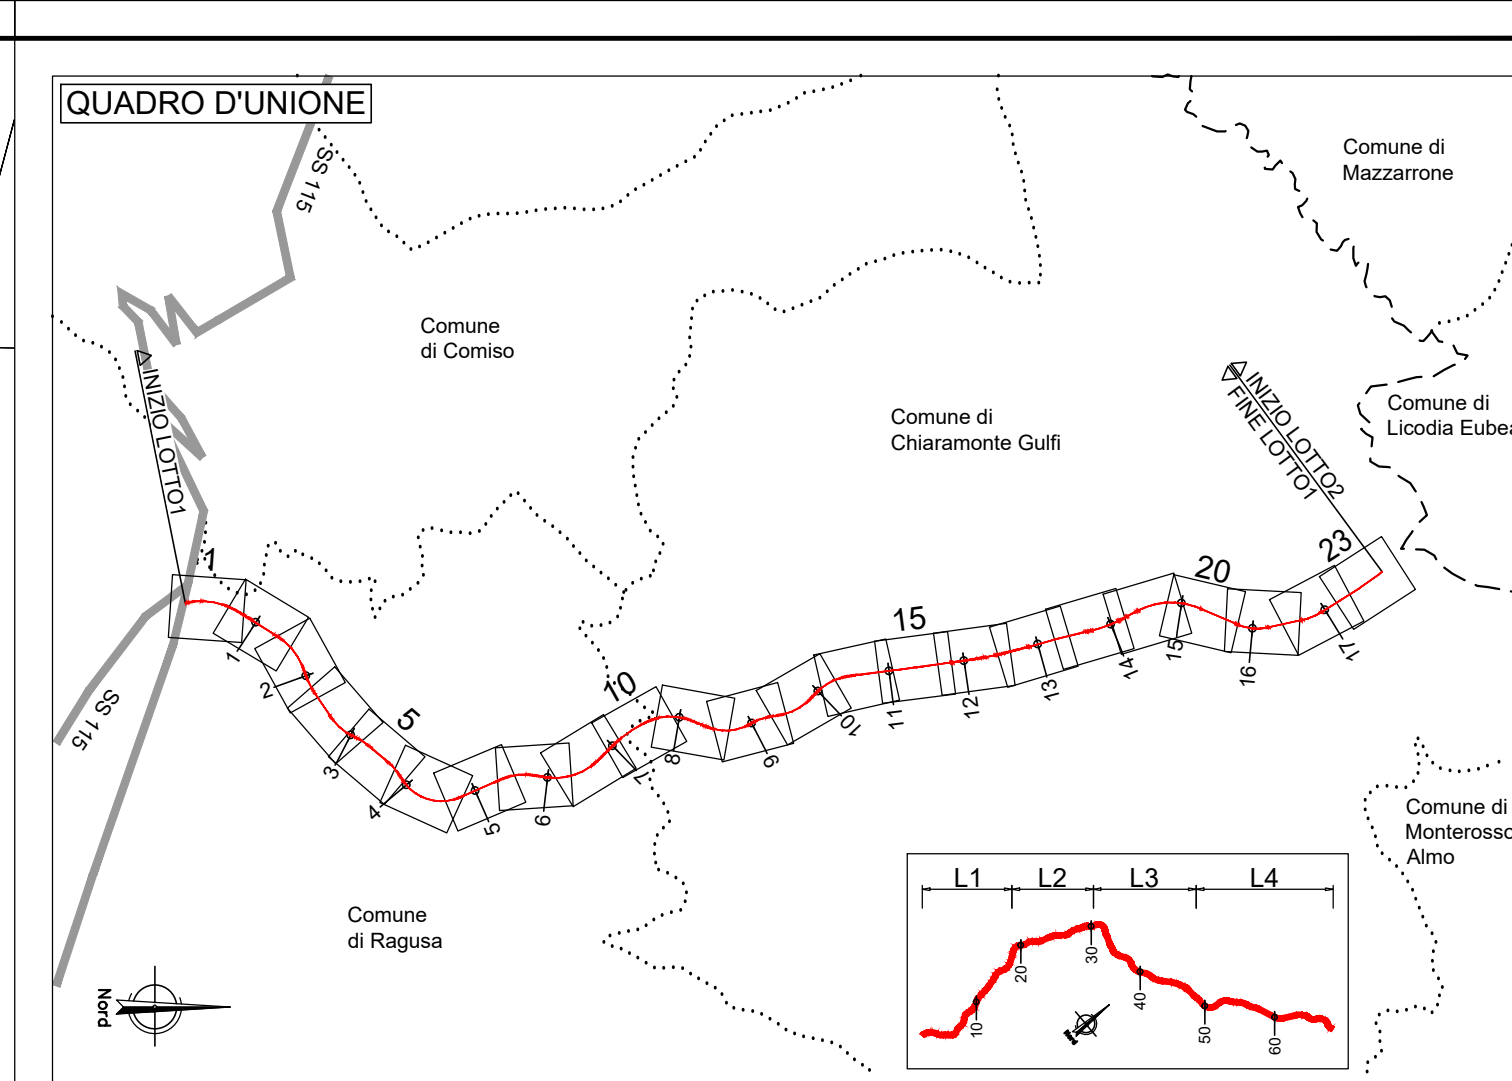 QUADRO D'UNIONE
SS 115
Comune di
Mazzarrone
Comune
di Comiso
INIZIO LOTTO1
Comune di
Chiaramonte Gulfi
INIZIO LOTTO2
FINE LOTTO1
Comune di
Licodia Eubea
1
5
10
15
20
23
1
2
3
4
5
6
7
8
9
10
11
12
13
14
15
16
17
SS 115
Comune di
Monterosso
Almo
Comune
di Ragusa
Nord
L1
L2
L3
L4
10
20
30
40
50
60